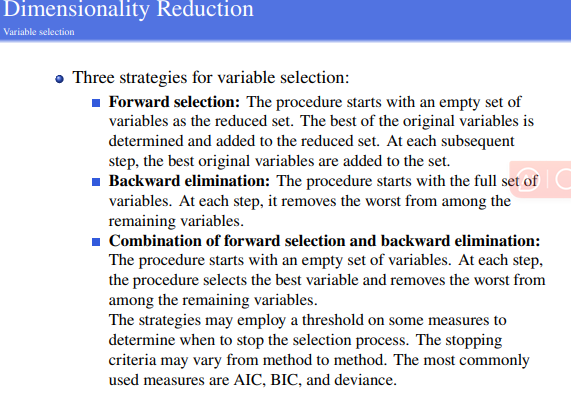 Dimensionality Reduction
Variable selection
Three strategies for variable selection:
Forward selection: The procedure starts with an empty set of
variables as the reduced set. The best of the original variables is
determined and added to the reduced set. At each subsequent
step, the best original variables are added to the set.
Backward elimination: The procedure starts with the full set of
variables. At each step, it removes the worst from among the
remaining variables.
Combination of forward selection and backward elimination:
The procedure starts with an empty set of variables. At each step,
the procedure selects the best variable and removes the worst from
among the remaining variables.
The strategies may employ a threshold on some measures to
determine when to stop the selection process. The stopping
criteria may vary from method to method. The most commonly
used measures are AIC, BIC, and deviance.